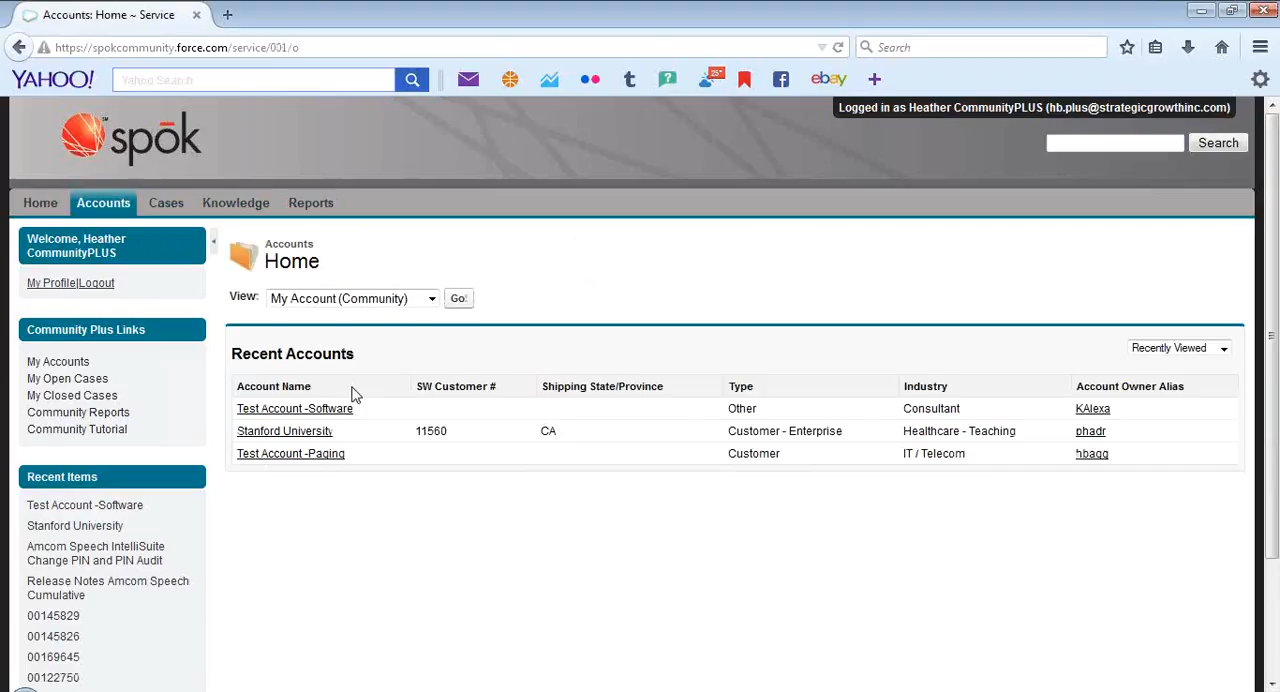 Accounts: Home ~ Service
https://spokcommunity.force.com/service/001/o
Search
YAHOO!
Yahoo Search
25+
ebay
Logged in as Heather CommunityPLUS (hb.plus@strategicgrowthinc.com)
spōk
Search
Home Accounts Cases Knowledge Reports
Welcome, Heather
CommunityPLUS
My Profile|Logout
Accounts
Home
View: My Account (Community) Go!
Community Plus Links
My Accounts
My Open Cases
My Closed Cases
Community Reports
Community Tutorial
Recent Accounts
Recently Viewed
Account Name SW Customer # Shipping State/Province Type Industry Account Owner Alias
Test Account -Software Other Consultant KAlexa
Stanford University 11560 CA Customer - Enterprise Healthcare - Teaching phadr
Test Account -Paging Customer IT / Telecom hbagg
Recent Items
Test Account -Software
Stanford University
Amcom Speech IntelliSuite
Change PIN and PIN Audit
Release Notes Amcom Speech
Cumulative
00145829
00145826
00169645
00122750